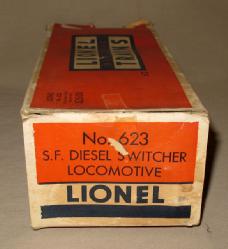 LIONEL
TRAINS
No. 623
S.F. DIESEL SWITCHER
LOCOMOTIVE
LIONEL